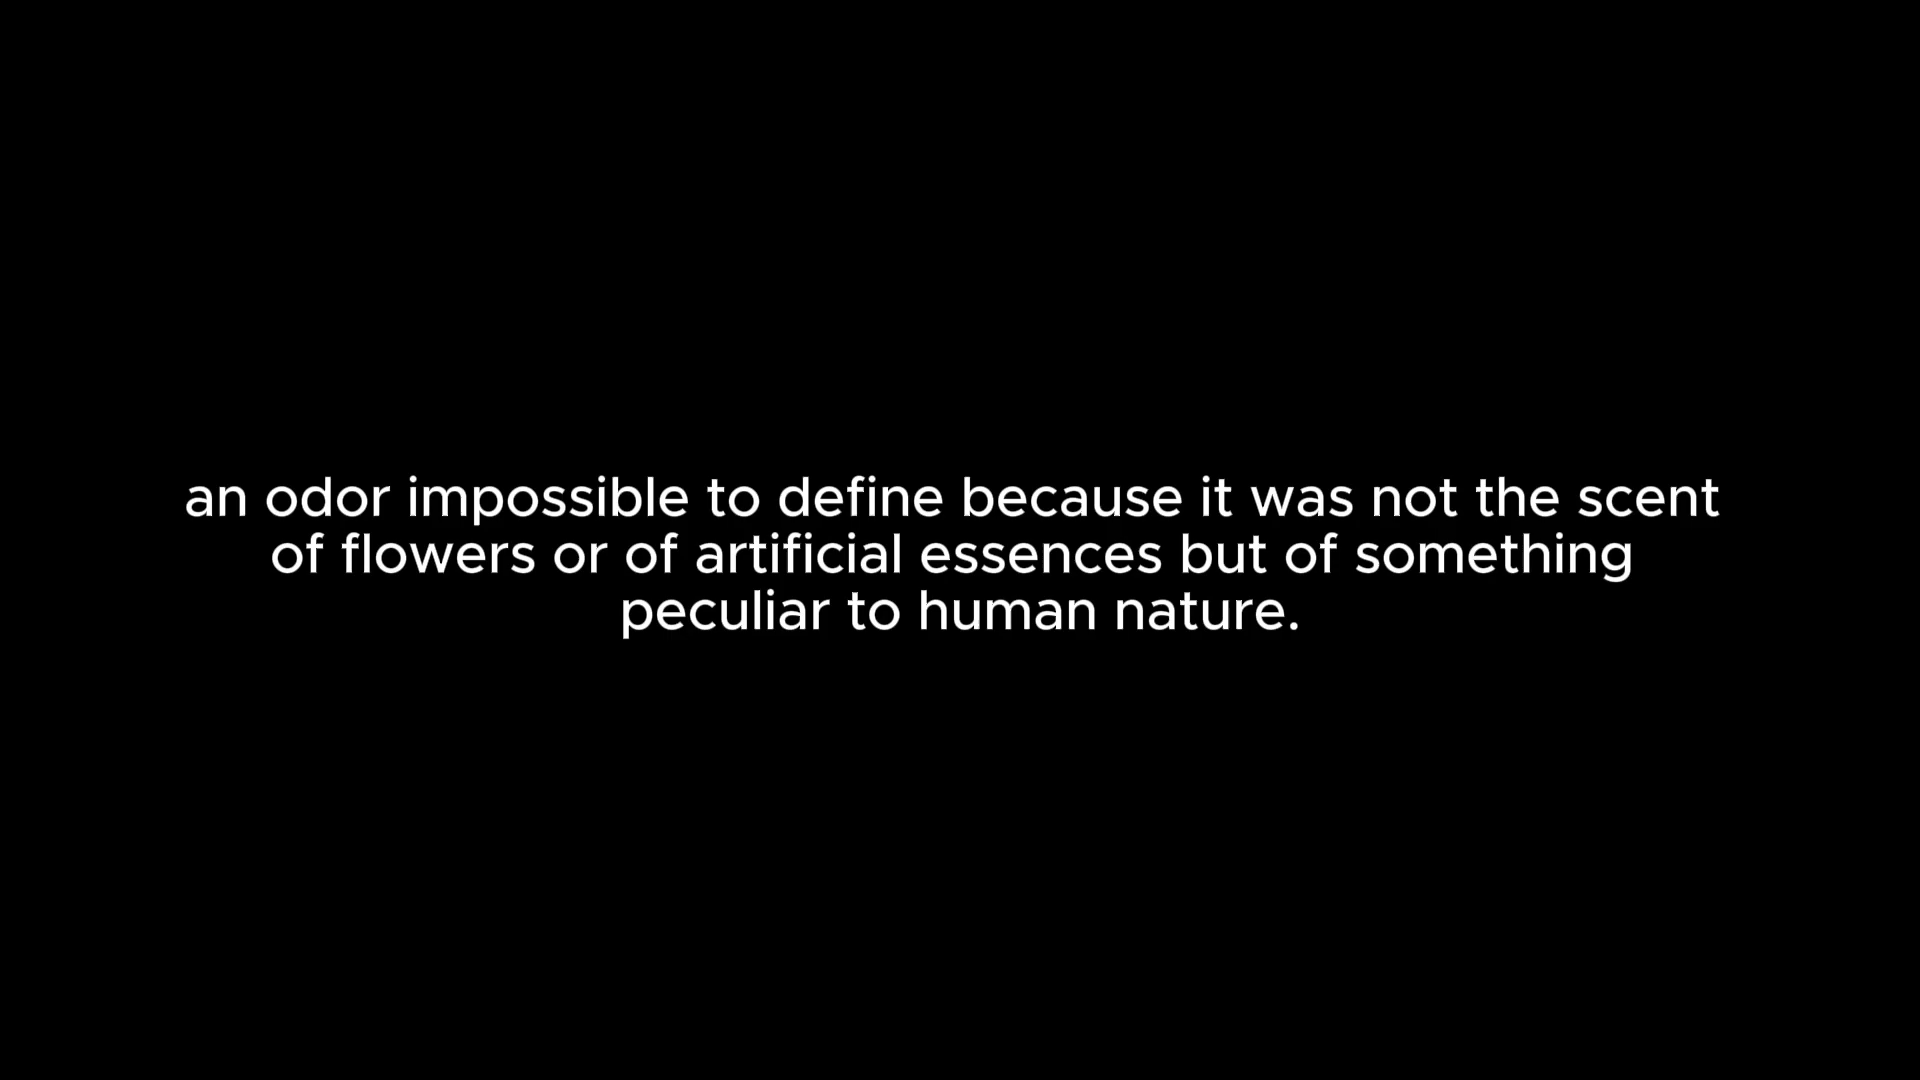 an odor impossible to define because it was not the scent
of flowers or of artificial essences but of something
peculiar to human nature.